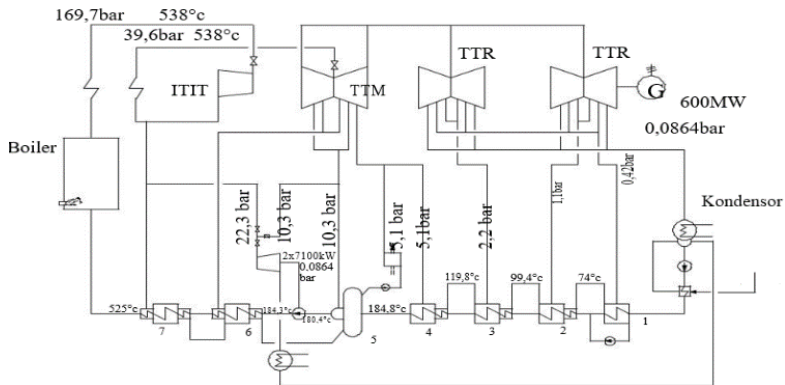 169,7bar 538°c
39,6bar 538°c
TTR
TTR
ITIT
TTM
G
600MW
0,0864bar
Boiler
Kondensor
22,3 bar
10,3 bar
10,3 bar
5,1 bar
5,1bar
2,2 bar
1,1bar
0,42bar
2x7100kW
0,0864
bar
119,8°c
99,4°c
74°c
525°c
184,3°c
180,4°c
184,8°c
7
6
5
4
3
2
1